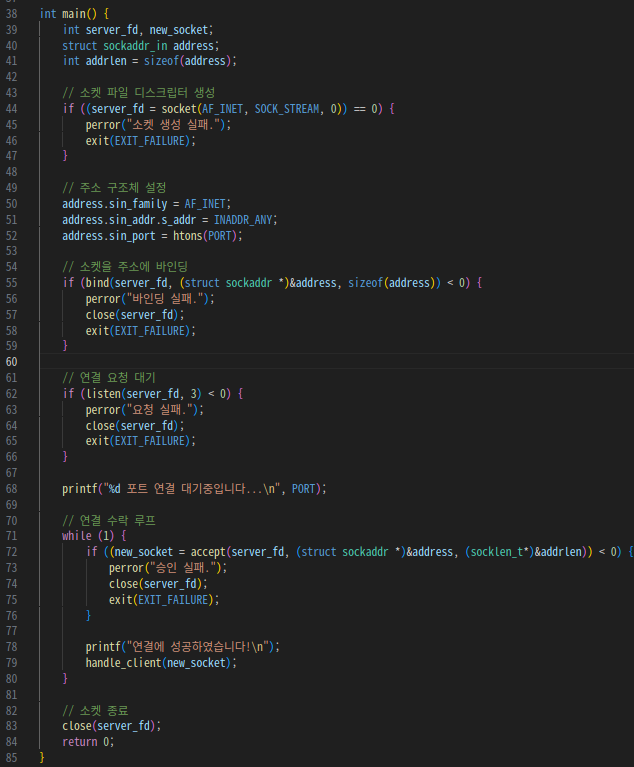 38 int main() {
39     int server_fd, new_socket;
40     struct sockaddr_in address;
41     int addrlen = sizeof(address);
42
43     // 소켓 파일 디스크립터 생성
44     if ((server_fd = socket(AF_INET, SOCK_STREAM, 0)) == 0) {
45         perror("소켓 생성 실패.");
46         exit(EXIT_FAILURE);
47     }
48
49     // 주소 구조체 설정
50     address.sin_family = AF_INET;
51     address.sin_addr.s_addr = INADDR_ANY;
52     address.sin_port = htons(PORT);
53
54     // 소켓을 주소에 바인딩
55     if (bind(server_fd, (struct sockaddr *)&address, sizeof(address)) < 0) {
56         perror("바인딩 실패.");
57         close(server_fd);
58         exit(EXIT_FAILURE);
59     }
60
61     // 연결 요청 대기
62     if (listen(server_fd, 3) < 0) {
63         perror("요청 실패.");
64         close(server_fd);
65         exit(EXIT_FAILURE);
66     }
67
68     printf("%d 포트 연결 대기중입니다...\n", PORT);
69
70     // 연결 수락 루프
71     while (1) {
72         if ((new_socket = accept(server_fd, (struct sockaddr *)&address, (socklen_t*)&addrlen)) < 0) {
73             perror("승인 실패.");
74             close(server_fd);
75             exit(EXIT_FAILURE);
76         }
77
78         printf("연결에 성공하였습니다!\n");
79         handle_client(new_socket);
80     }
81
82     // 소켓 종료
83     close(server_fd);
84     return 0;
85 }